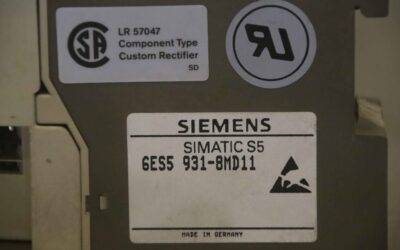 LR 57047
Component Type
Custom Rectifier
SD
SIEMENS
SIMATIC S5
6ES5 931-8MD11
MADE IN GERMANY